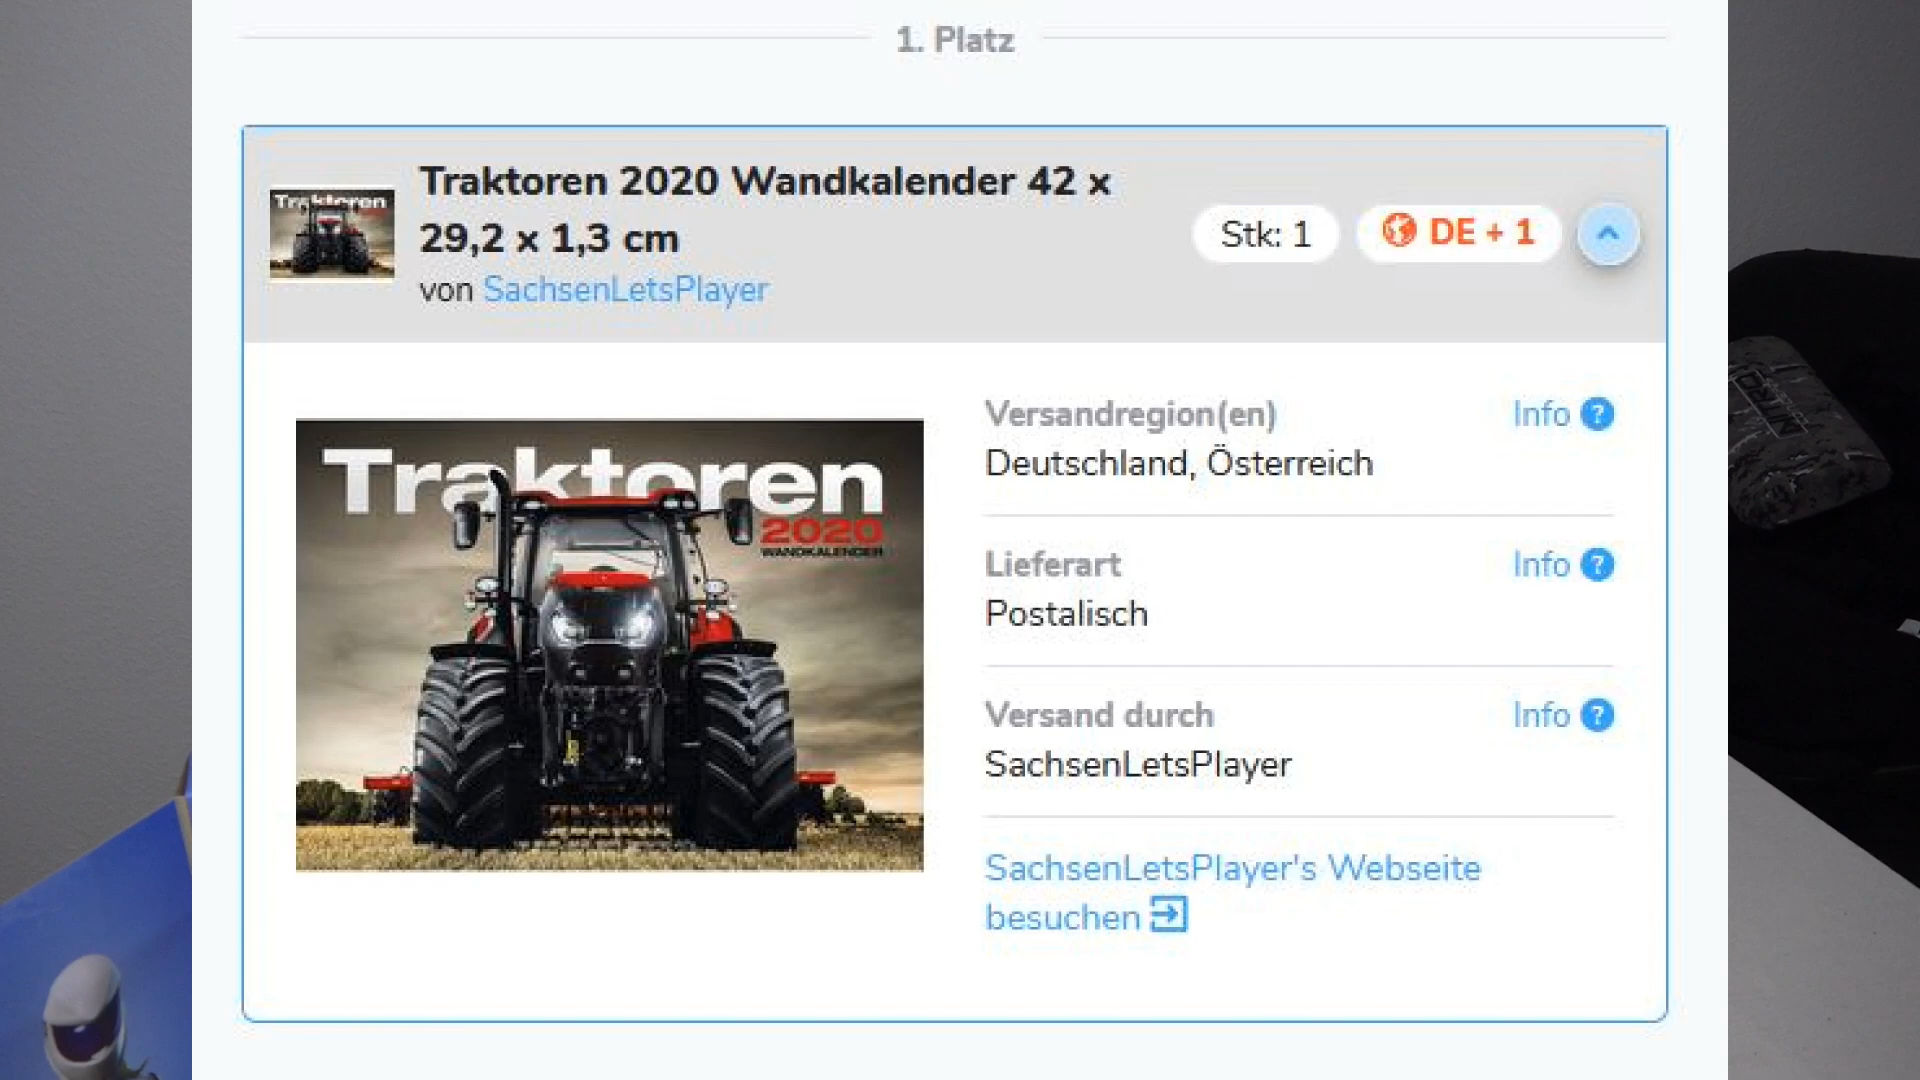 1. Platz
Traktoren
Traktoren 2020 Wandkalender 42 x
29,2 x 1,3 cm
von SachsenLetsPlayer
Stk: 1
DE + 1
Traktoren
2020
WANDKALENDER
Versandregion(en)
Info ?
Deutschland, Österreich
Lieferart
Info ?
Postalisch
Versand durch
Info ?
SachsenLetsPlayer
SachsenLetsPlayer's Webseite
besuchen